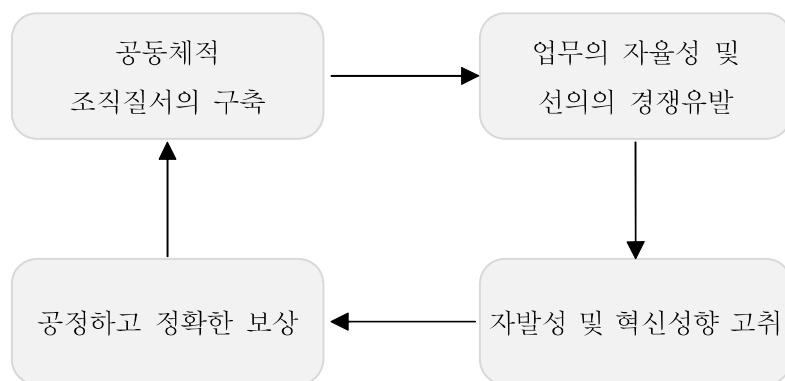 공동체적
조직질서의 구축
업무의 자율성 및
선의의 경쟁유발
공정하고 정확한 보상
자발성 및 혁신성향 고취